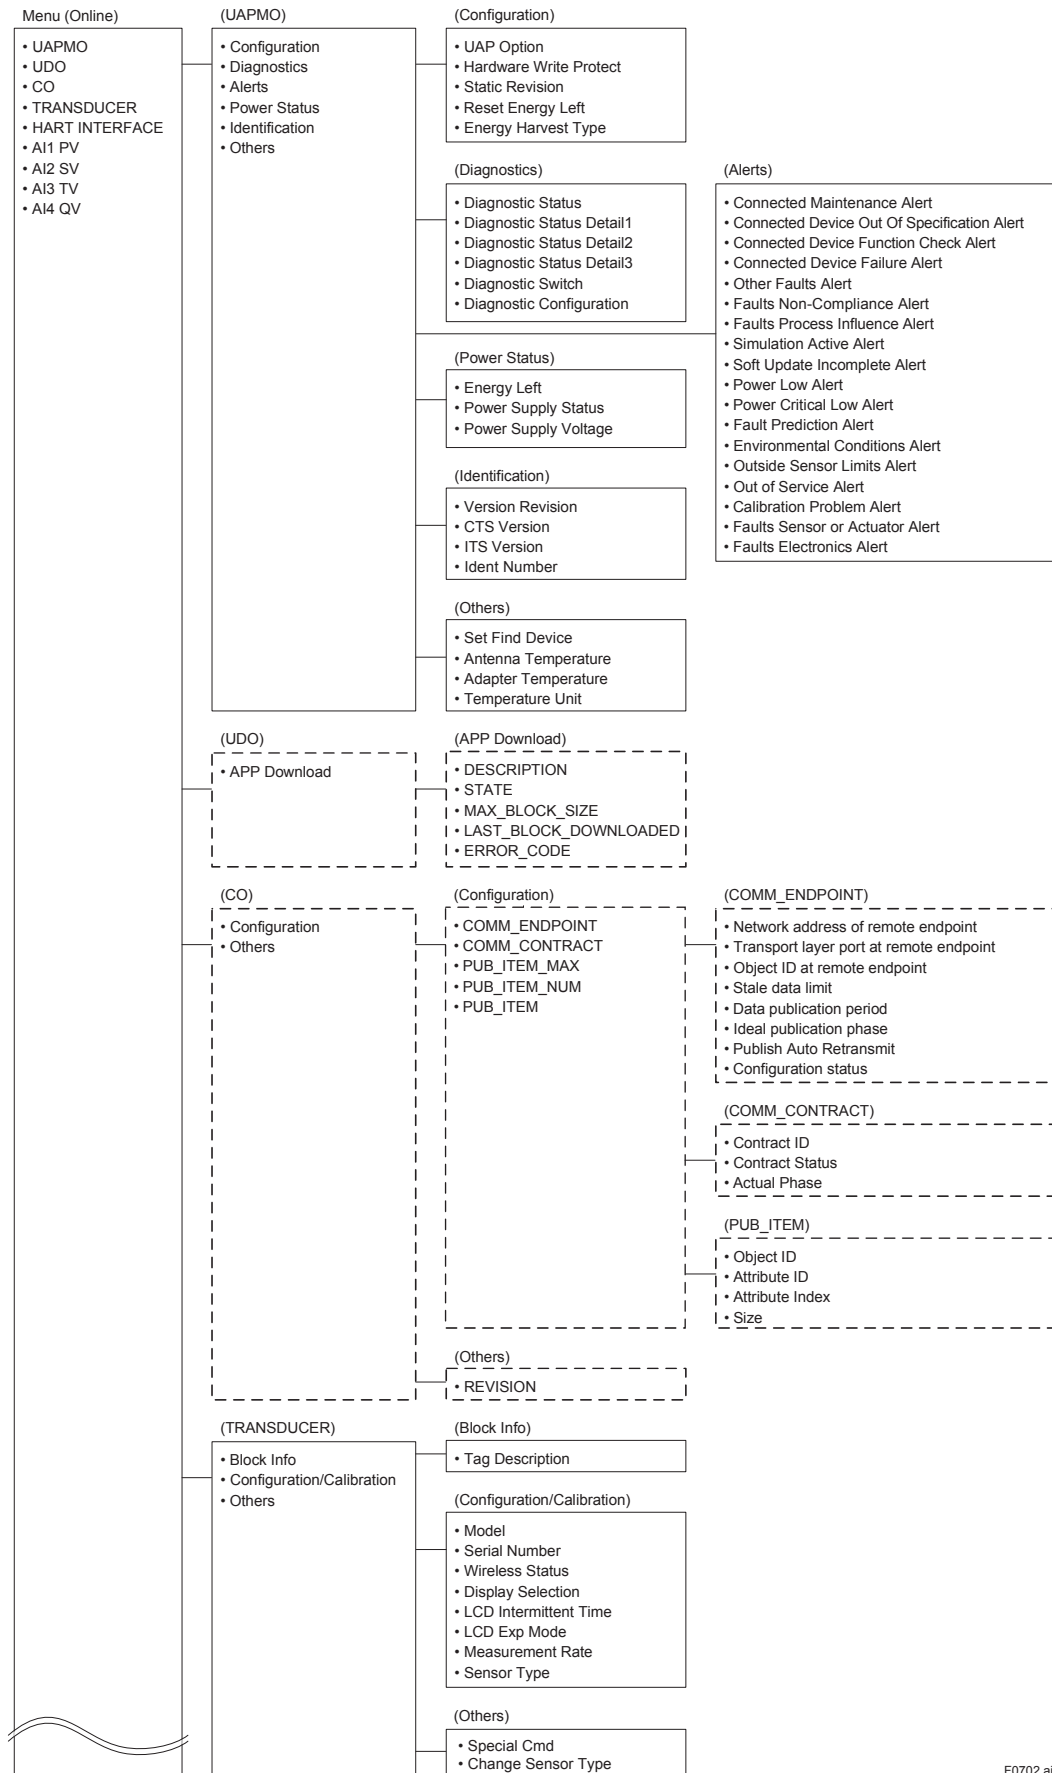 Menu (Online)
• UAPMO
• UDO
• CO
• TRANSDUCER
• HART INTERFACE
• AI1 PV
• AI2 SV
• AI3 TV
• AI4 QV
(UAPMO)
• Configuration
• Diagnostics
• Alerts
• Power Status
• Identification
• Others
(Configuration)
• UAP Option
• Hardware Write Protect
• Static Revision
• Reset Energy Left
• Energy Harvest Type
(Diagnostics)
• Diagnostic Status
• Diagnostic Status Detail1
• Diagnostic Status Detail2
• Diagnostic Status Detail3
• Diagnostic Switch
• Diagnostic Configuration
(Alerts)
• Connected Maintenance Alert
• Connected Device Out Of Specification Alert
• Connected Device Function Check Alert
• Connected Device Failure Alert
• Other Faults Alert
• Faults Non-Compliance Alert
• Faults Process Influence Alert
• Simulation Active Alert
• Soft Update Incomplete Alert
• Power Low Alert
• Power Critical Low Alert
• Fault Prediction Alert
• Environmental Conditions Alert
• Outside Sensor Limits Alert
• Out of Service Alert
• Calibration Problem Alert
• Faults Sensor or Actuator Alert
• Faults Electronics Alert
(Power Status)
• Energy Left
• Power Supply Status
• Power Supply Voltage
(Identification)
• Version Revision
• CTS Version
• ITS Version
• Ident Number
(Others)
• Set Find Device
• Antenna Temperature
• Adapter Temperature
• Temperature Unit
(UDO)
• APP Download
(APP Download)
• DESCRIPTION
• STATE
• MAX_BLOCK_SIZE
• LAST_BLOCK_DOWNLOADED
• ERROR_CODE
(CO)
• Configuration
• Others
(Configuration)
• COMM_ENDPOINT
• COMM_CONTRACT
• PUB_ITEM_MAX
• PUB_ITEM_NUM
• PUB_ITEM
(COMM_ENDPOINT)
• Network address of remote endpoint
• Transport layer port at remote endpoint
• Object ID at remote endpoint
• Stale data limit
• Data publication period
• Ideal publication phase
• Publish Auto Retransmit
• Configuration status
(COMM_CONTRACT)
• Contract ID
• Contract Status
• Actual Phase
(PUB_ITEM)
• Object ID
• Attribute ID
• Attribute Index
• Size
(Others)
• REVISION
(TRANSDUCER)
• Block Info
• Configuration/Calibration
• Others
(Block Info)
• Tag Description
(Configuration/Calibration)
• Model
• Serial Number
• Wireless Status
• Display Selection
• LCD Intermittent Time
• LCD Exp Mode
• Measurement Rate
• Sensor Type
(Others)
• Special Cmd
• Change Sensor Type